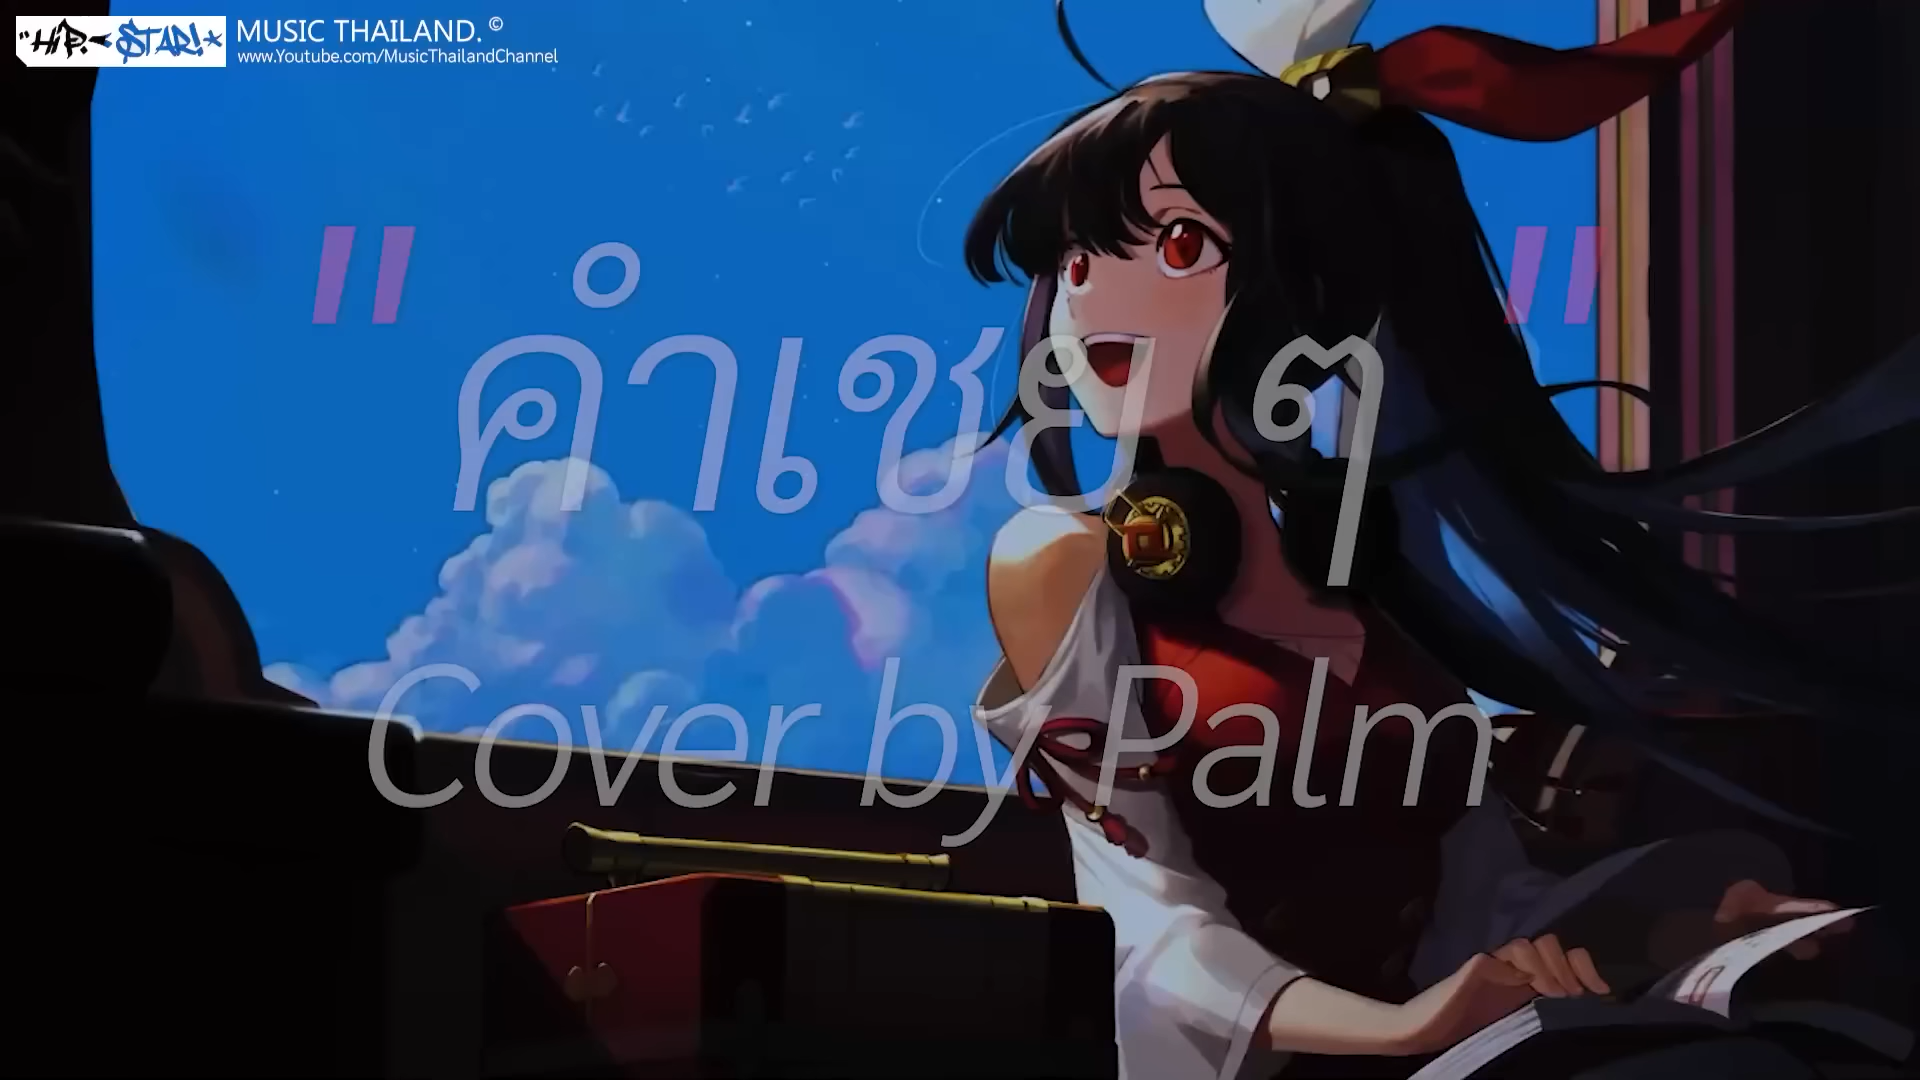 "HiP.-STAR!
MUSIC THAILAND.©
www.Youtube.com/MusicThailandChannel
" คำเชย ๆ "
Cover by Palm